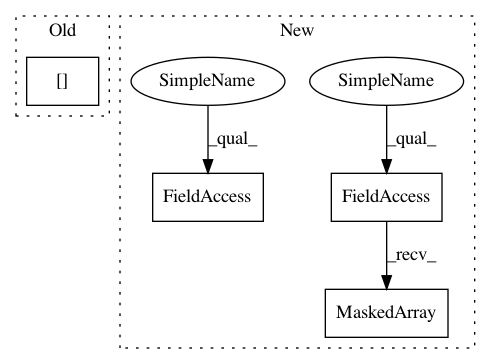 Old
New
[]
SimpleName
SimpleName
_qual_
_qual_
FieldAccess
FieldAccess
_recv_
MaskedArray